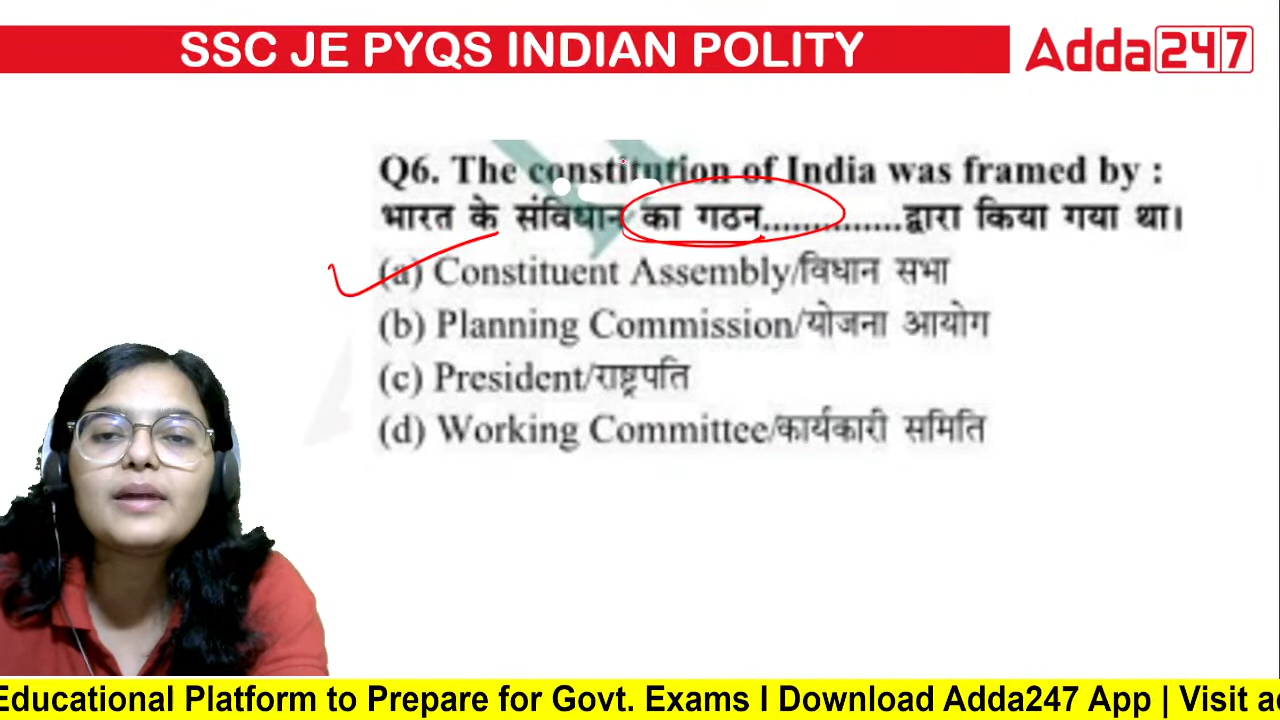 SSC JE PYQS INDIAN POLITY
Adda247
Q6. The constitution of India was framed by :
भारत के संविधान का गठन..............द्वारा किया गया था।
(a) Constituent Assembly/विधान सभा
(b) Planning Commission/योजना आयोग
(c) President/राष्ट्रपति
(d) Working Committee/कार्यकारी समिति
Educational Platform to Prepare for Govt. Exams I Download Adda247 App | Visit ad